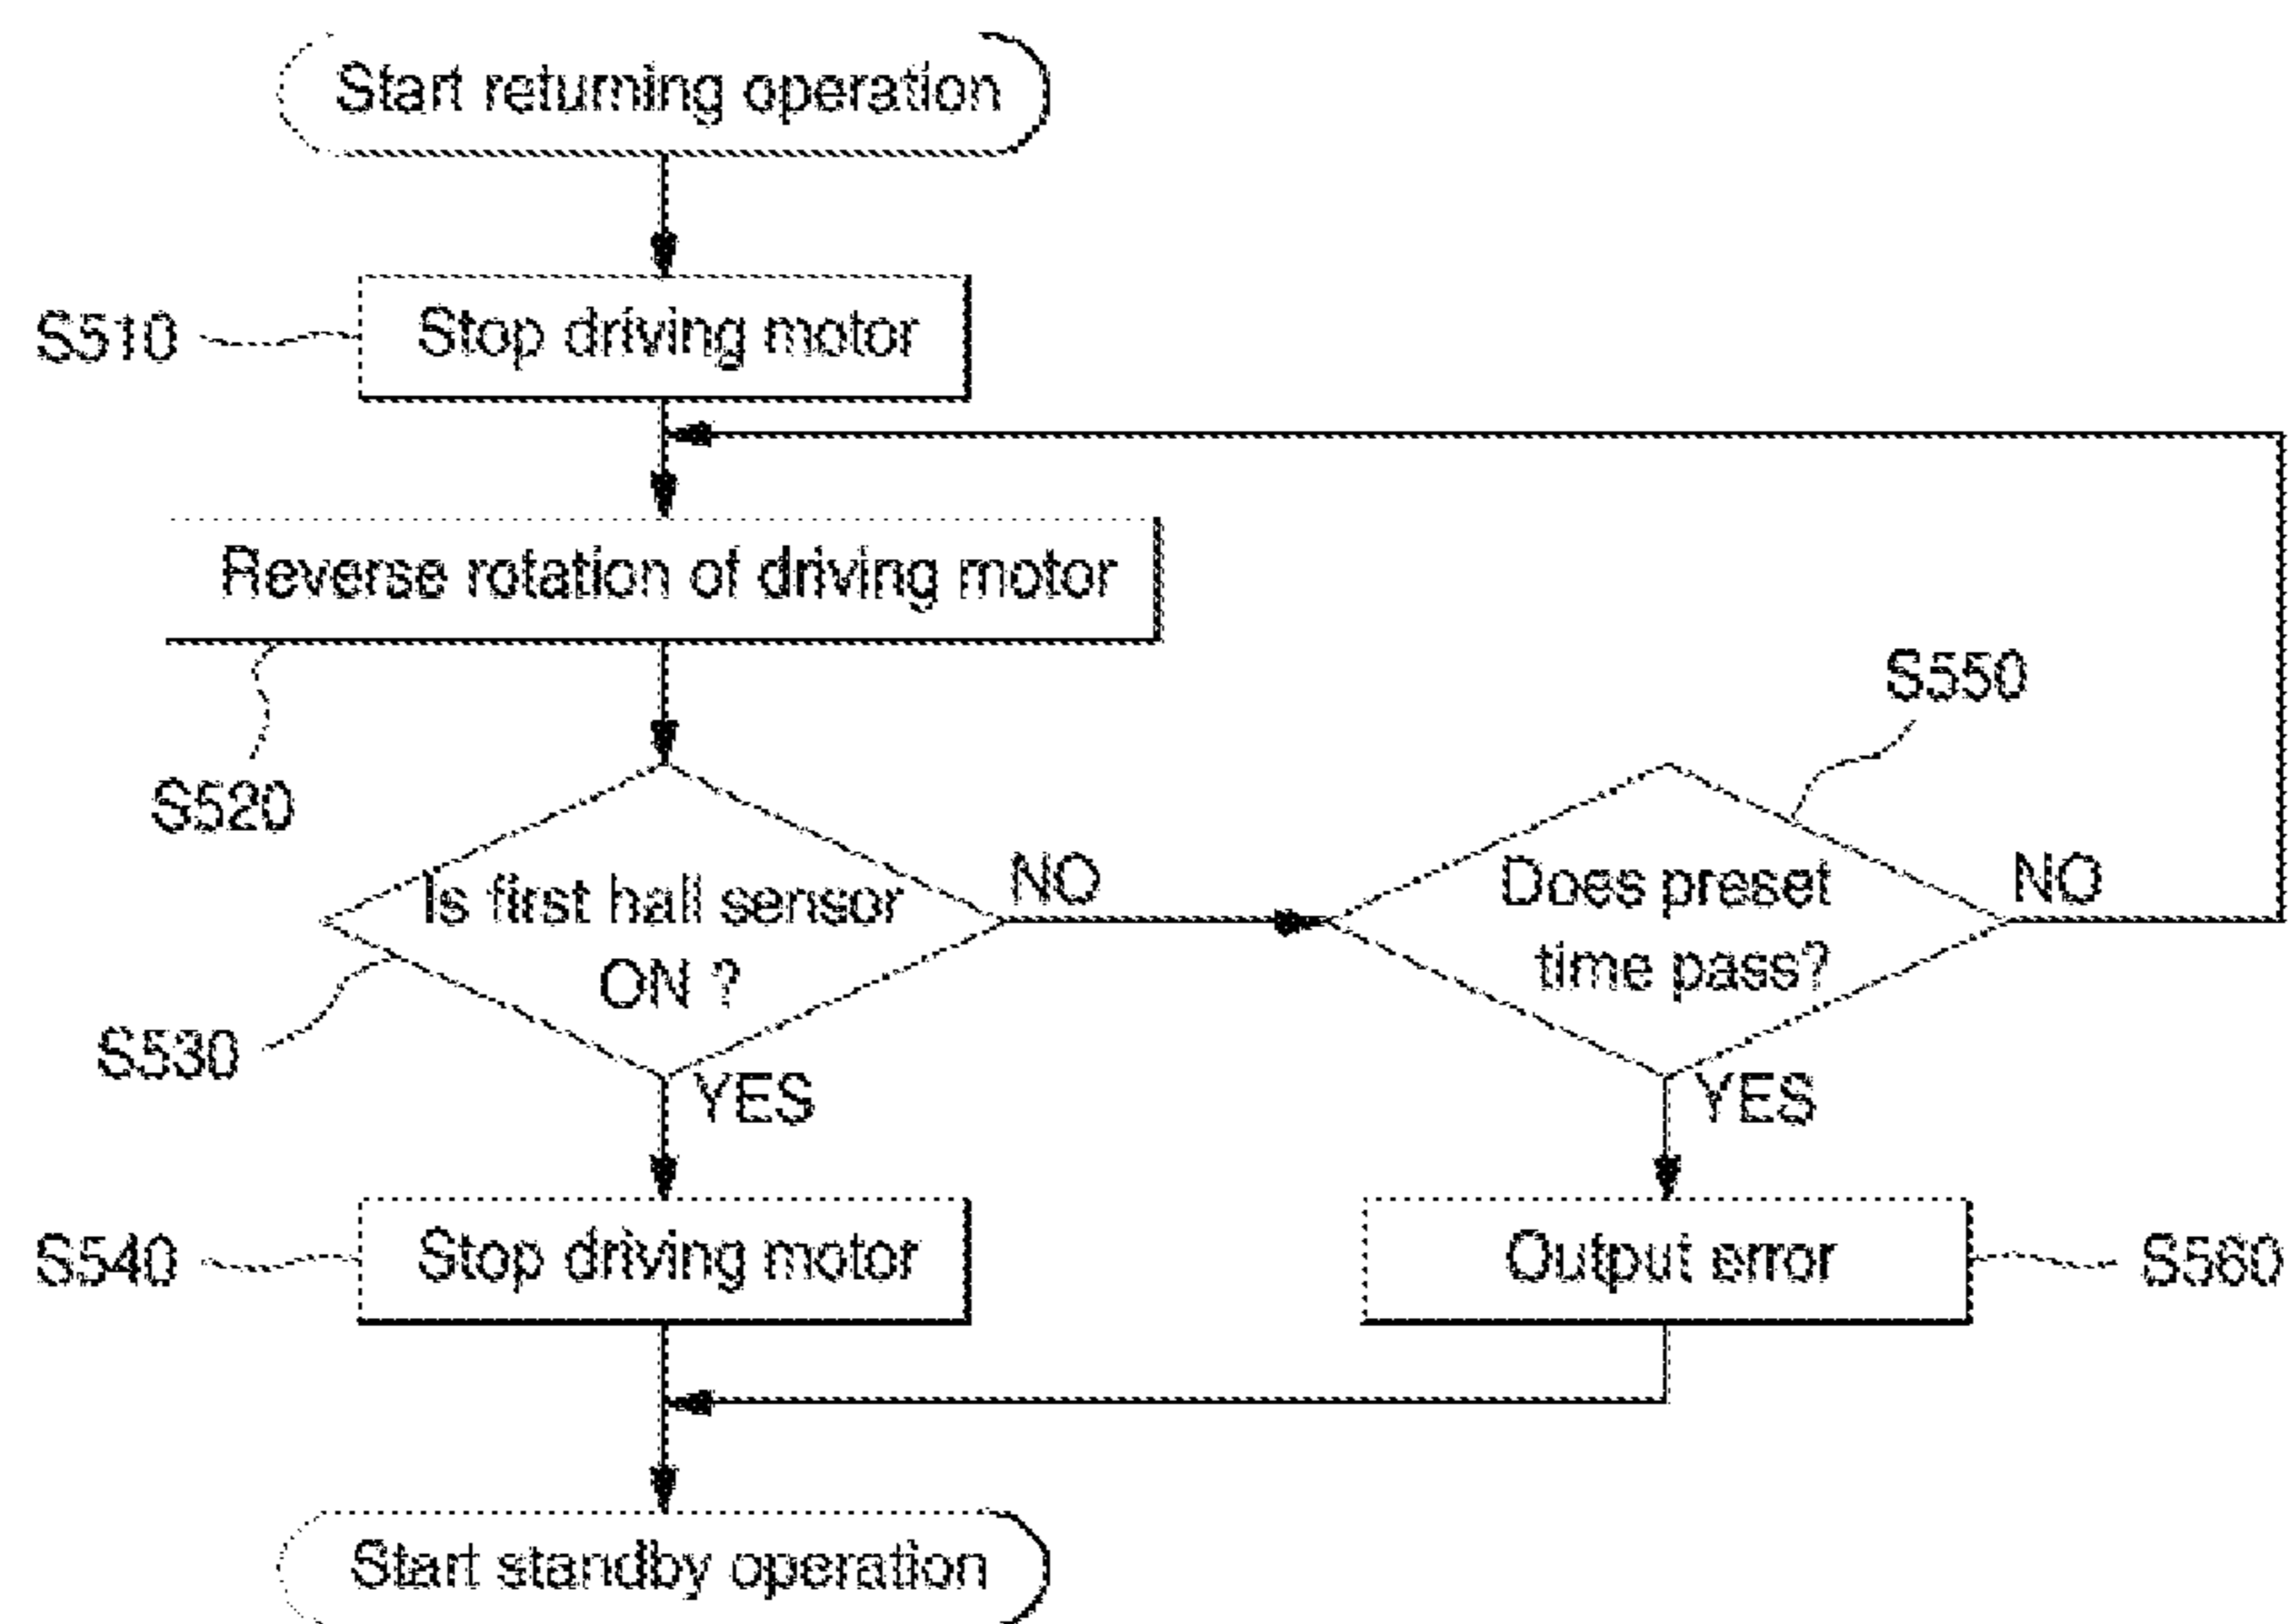 Start returning operation
S510
Stop driving motor
Reverse rotation of driving motor
S520
S550
Is first hall sensor
ON ?
NO
Does preset
time pass?
NO
S530
YES
YES
S540
Stop driving motor
Output error
S560
Start standby operation